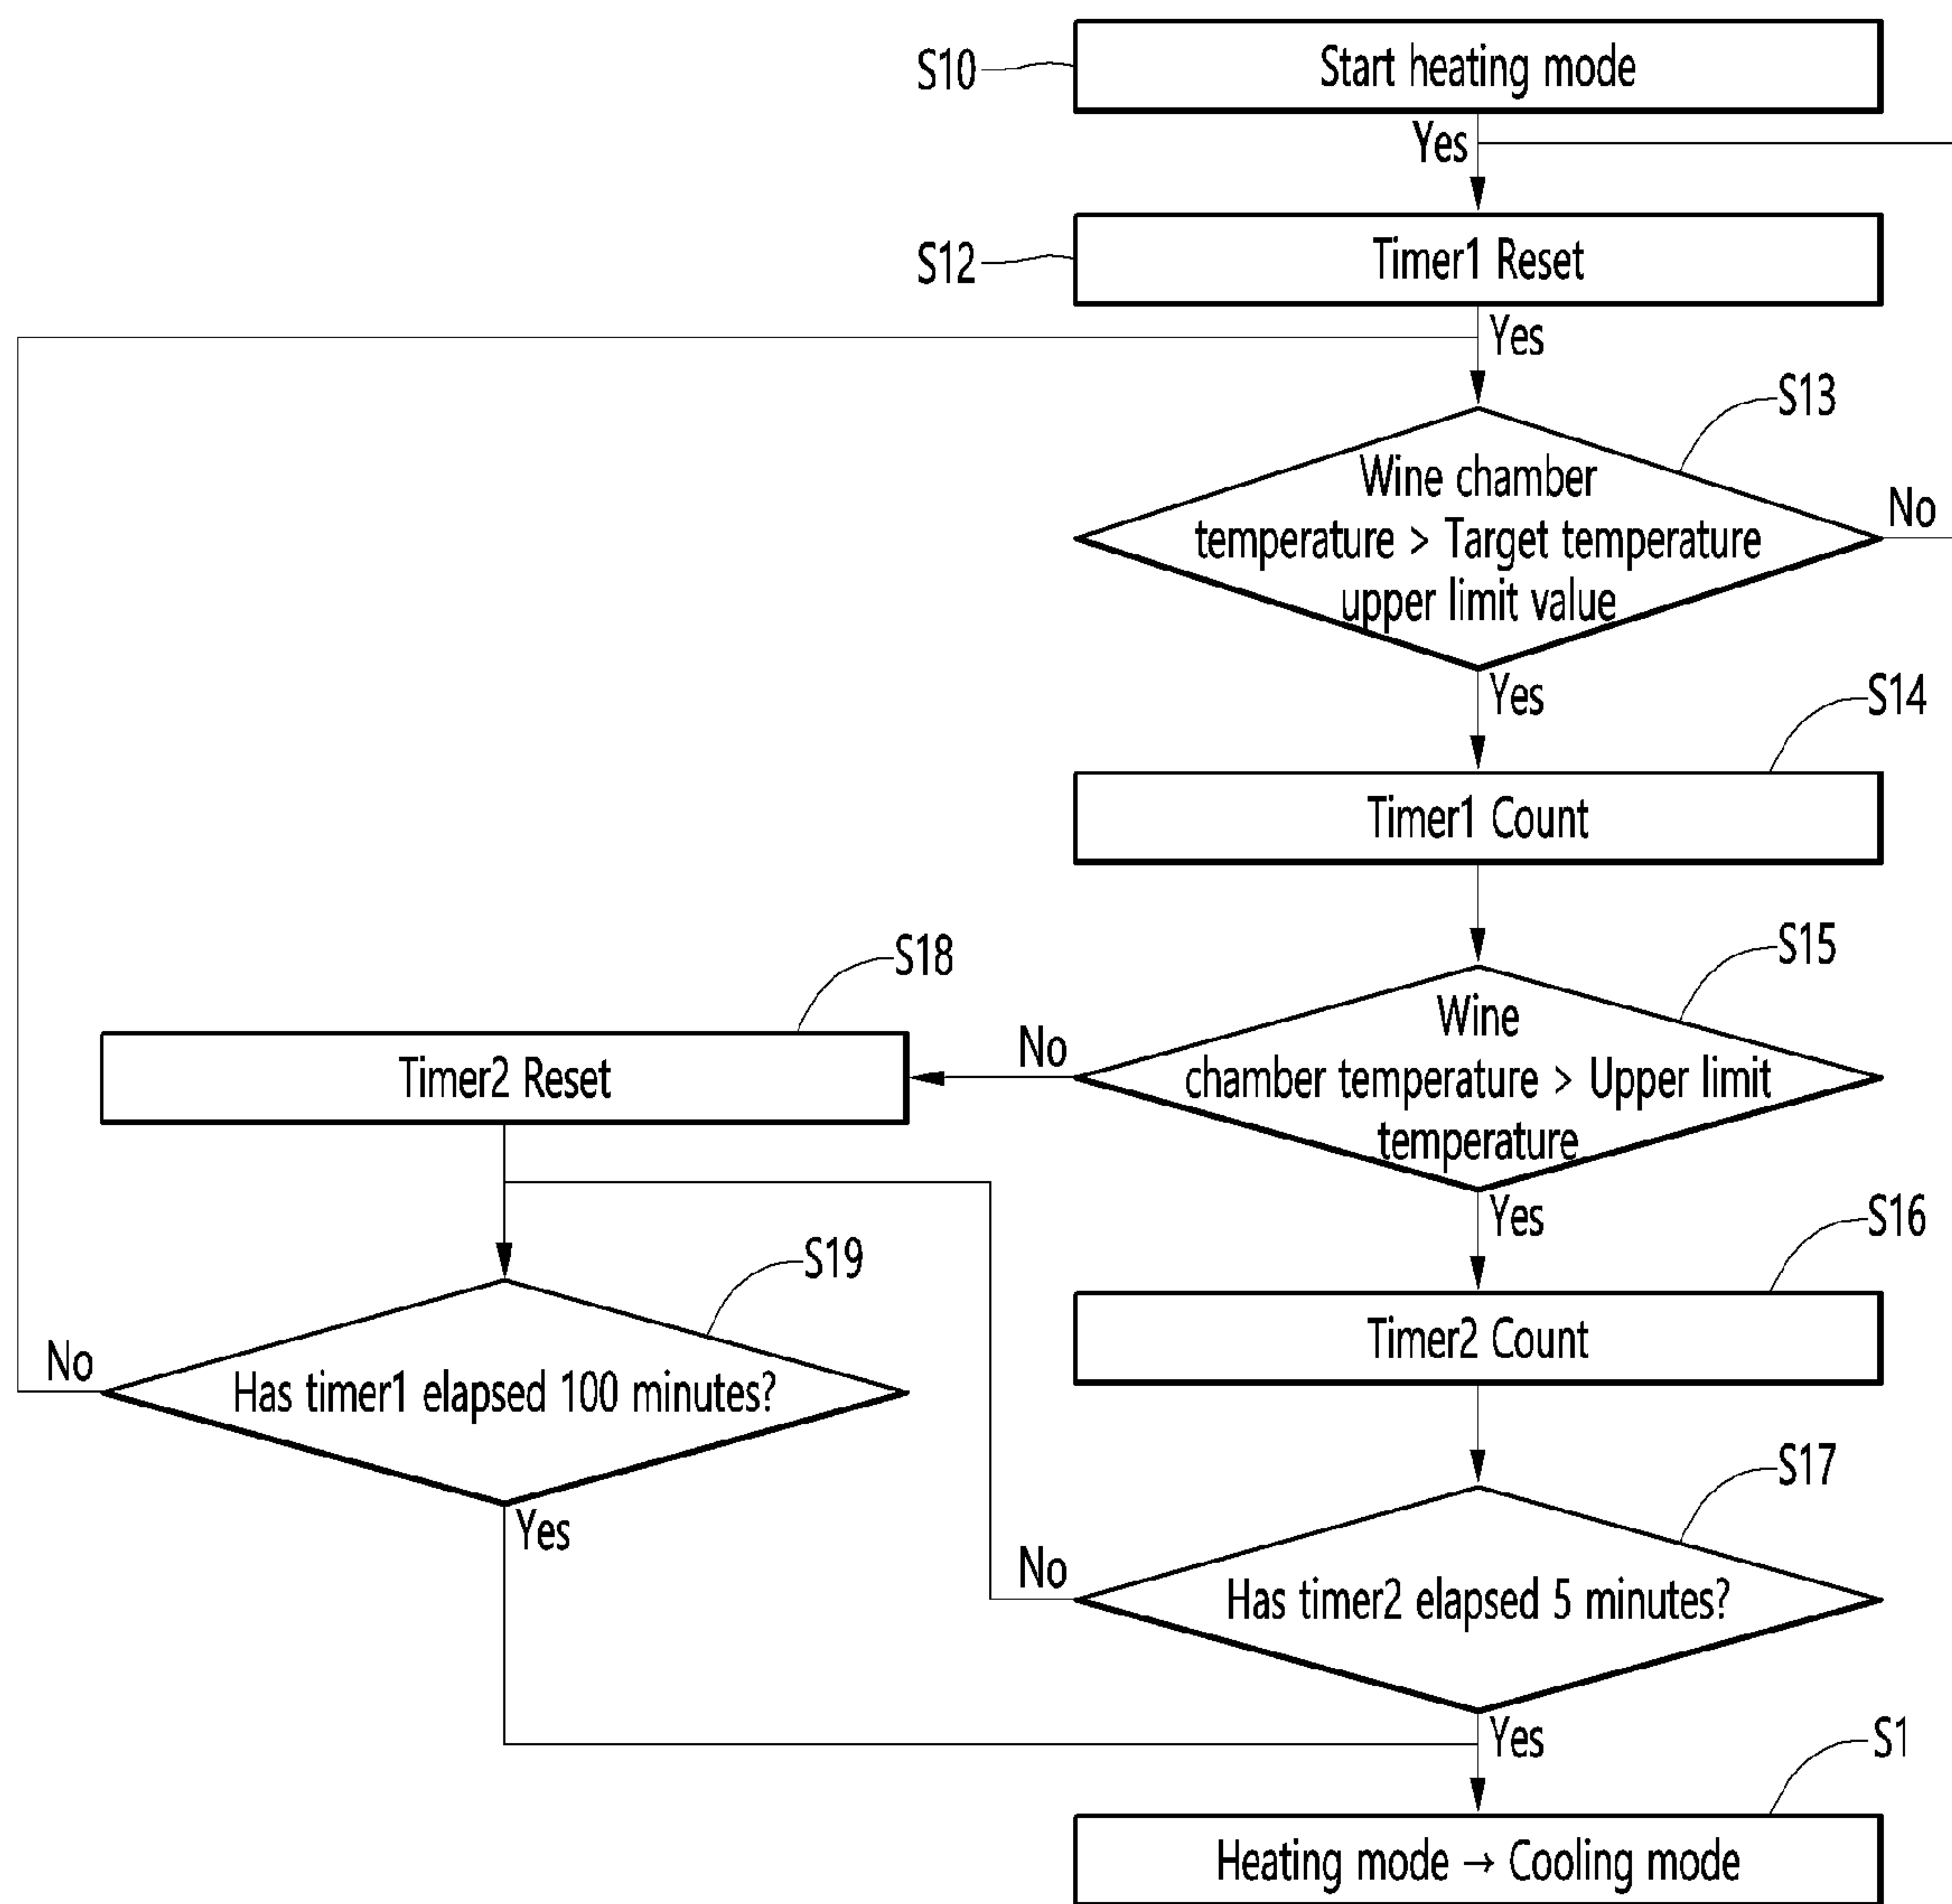 S10
Start heating mode
Yes
S12
Timer1 Reset
Yes
S13
Wine chamber
temperature > Target temperature
upper limit value
No
Yes
S14
Timer1 Count
S15
Wine
chamber temperature > Upper limit
temperature
No
S18
Timer2 Reset
Yes
S16
Timer2 Count
S19
Has timer1 elapsed 100 minutes?
No
Yes
S17
Has timer2 elapsed 5 minutes?
No
Yes
S1
Heating mode → Cooling mode